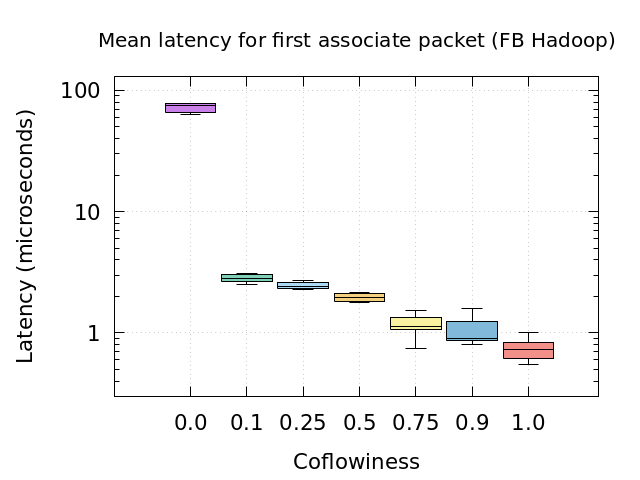 Mean latency for first associate packet (FB Hadoop)
Latency (microseconds)
100
10
1
0.0 0.1 0.25 0.5 0.75 0.9 1.0
Coflowiness